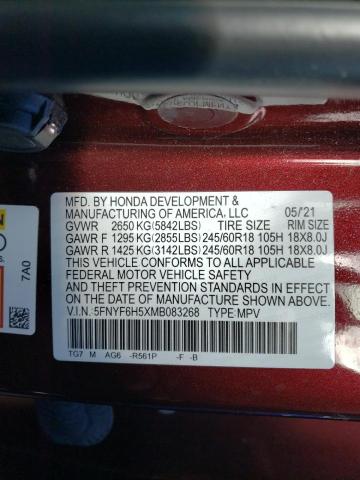 MFD. BY HONDA DEVELOPMENT &
MANUFACTURING OF AMERICA, LLC 05/'21
GVWR 2650 KG(5842LBS) TIRE SIZE RIM SIZE
GAWR F 1295 KG(2855LBS) 245/60R18 105H 18X8.0J
GAWR R 1425 KG(3142LBS) 245/60R18 105H 18X8.0J
THIS VEHICLE CONFORMS TO ALL APPLICABLE
FEDERAL MOTOR VEHICLE SAFETY
AND THEFT PREVENTION STANDARDS
IN EFFECT ON THE DATE OF MANUFACTURE
SHOWN ABOVE.
V.I.N.:5FNYF6H5XMB083268 TYPE:MPV
TG7 M AG6 -R561P -F -B
7A0